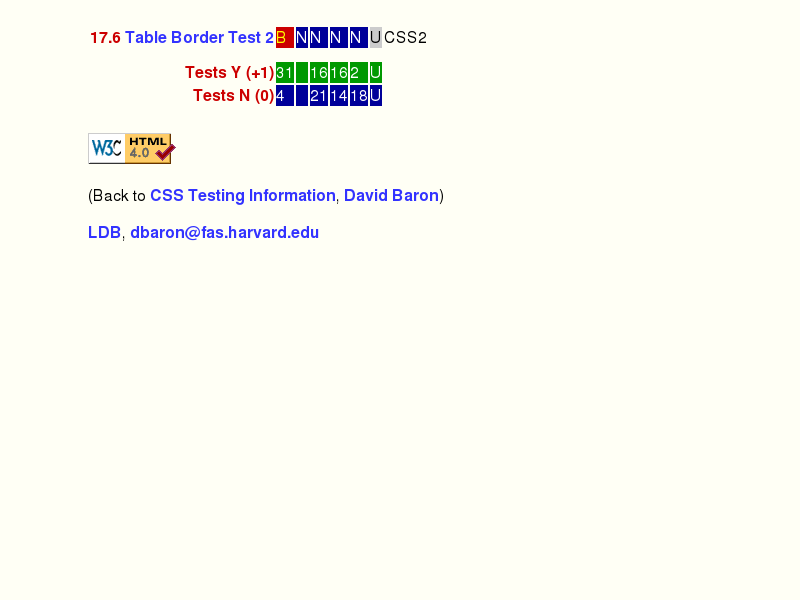 17.6 Table Border Test 2 B N N N N U CSS2
Tests Y (+1) 31 16 16 2 U
Tests N (0) 4 21 14 18 U
W3C HTML 4.0
(Back to CSS Testing Information, David Baron)
LDB, dbaron@fas.harvard.edu